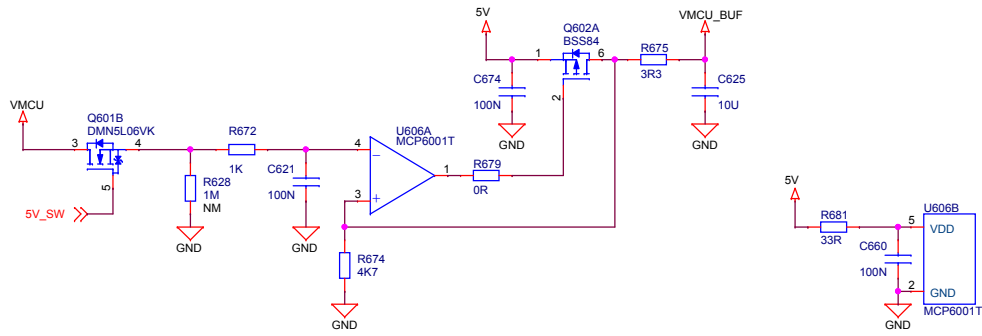 5V
Q602A
BSS84
VMCU_BUF
1
6
R675
3R3
C674
100N
2
C625
10U
GND
GND
VMCU
Q601B
DMN5L06VK
3
4
5
5V_SW
R672
1K
R628
1M
NM
C621
100N
GND
GND
U606A
MCP6001T
4
3
1
R679
0R
R674
4K7
GND
5V
R681
33R
C660
100N
GND
U606B
5
VDD
2
GND
MCP6001T